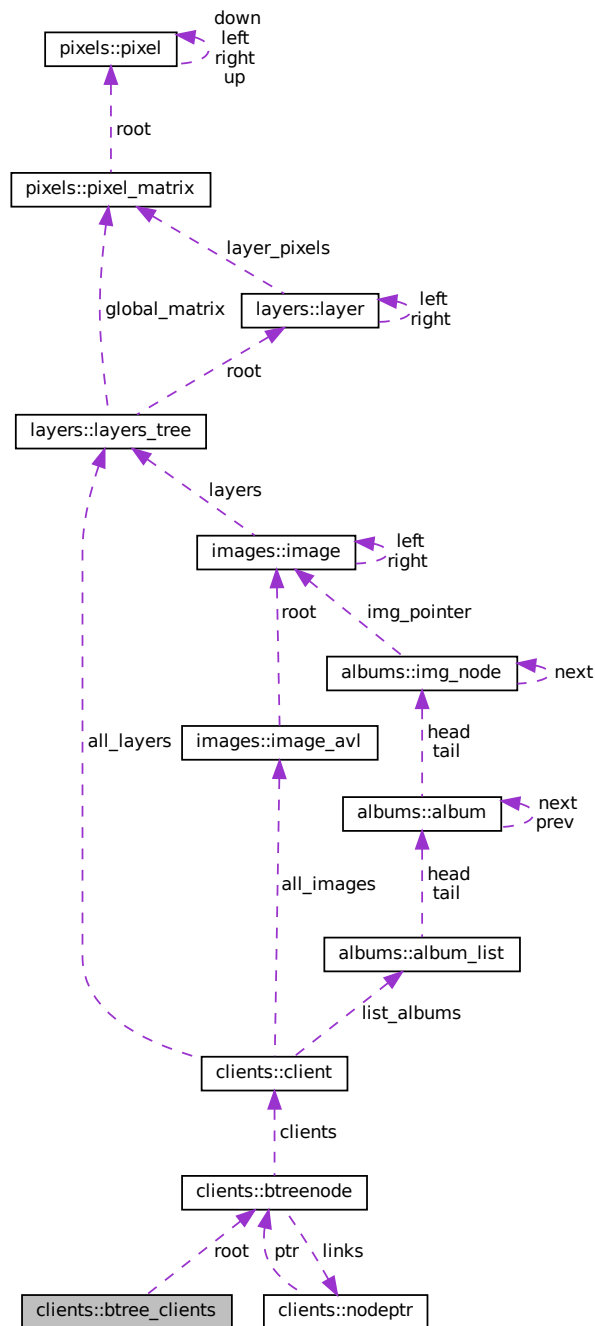 down
left
right
up
pixels::pixel
root
pixels::pixel_matrix
layer_pixels
global_matrix
layers::layer
left
right
root
layers::layers_tree
layers
images::image
left
right
root
img_pointer
albums::img_node
next
all_layers
images::image_avl
head
tail
albums::album
next
prev
all_images
head
tail
albums::album_list
list_albums
clients::client
clients
clients::btreenode
root
ptr
links
clients::btree_clients
clients::nodeptr